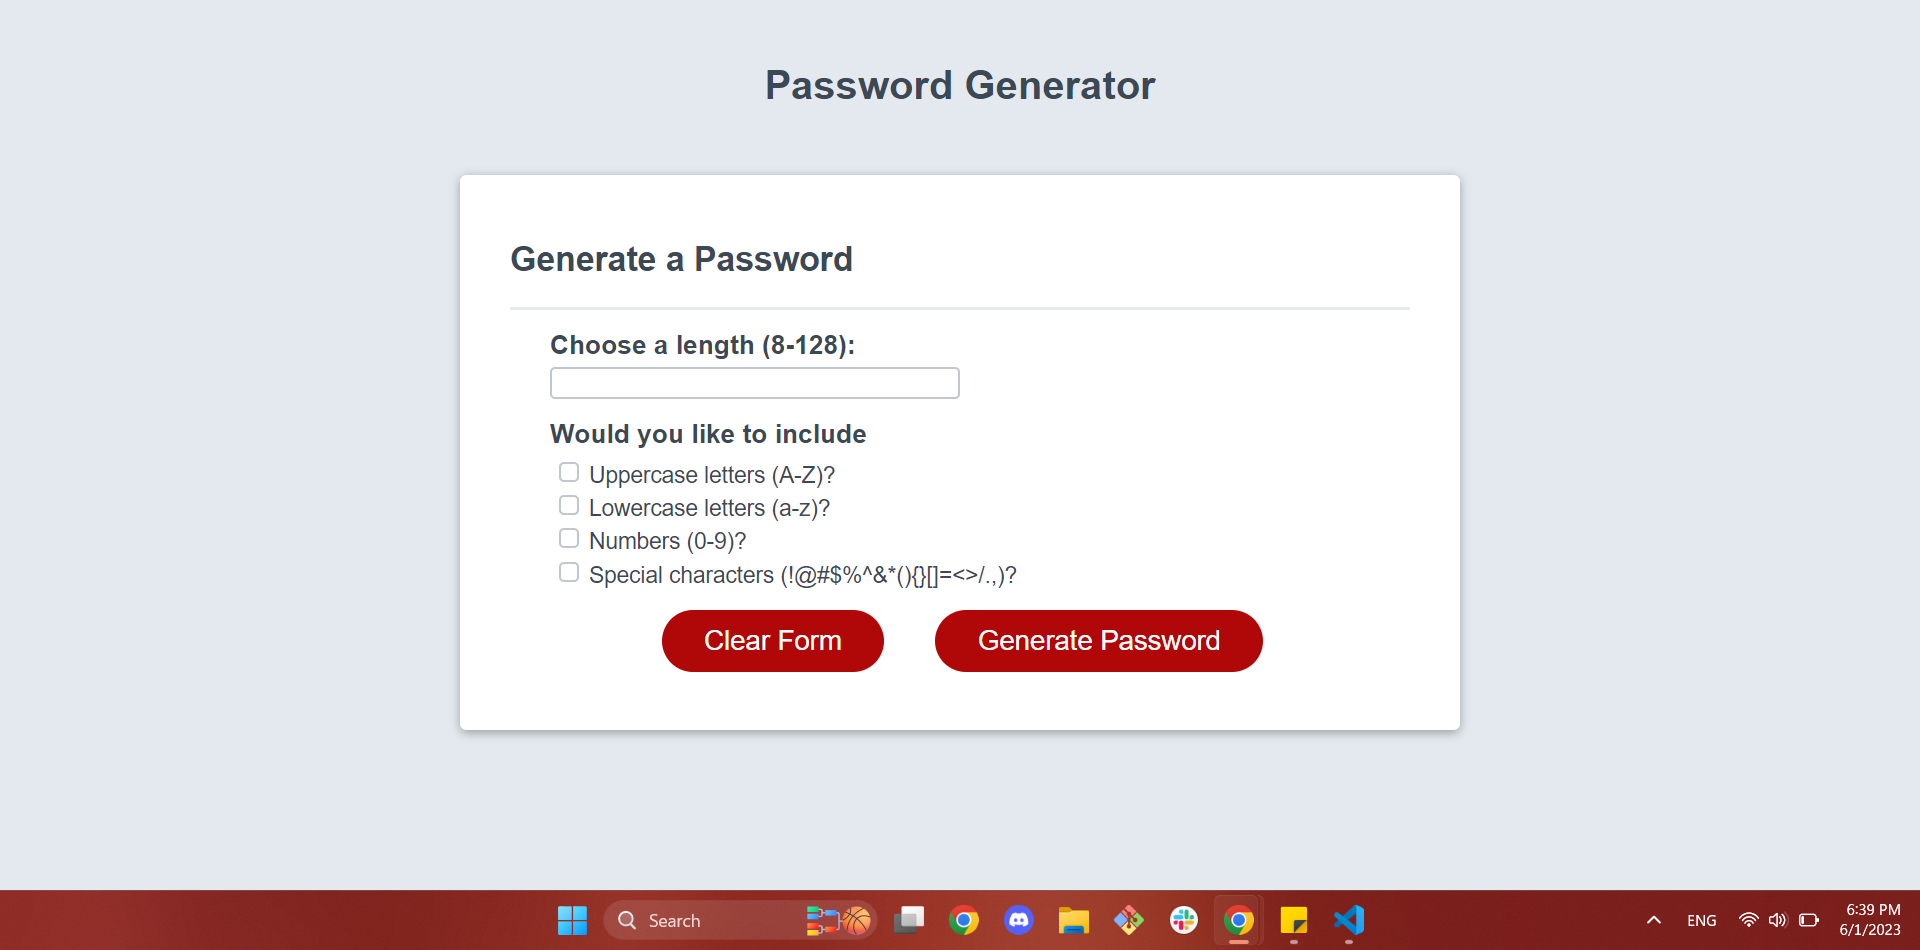 Password Generator
Generate a Password
Choose a length (8-128):
Would you like to include
Uppercase letters (A-Z)?
Lowercase letters (a-z)?
Numbers (0-9)?
Special characters (!@#$%^&*(){}[]=<>/.,)?
Clear Form
Generate Password
Search
ENG
6:39 PM
6/1/2023